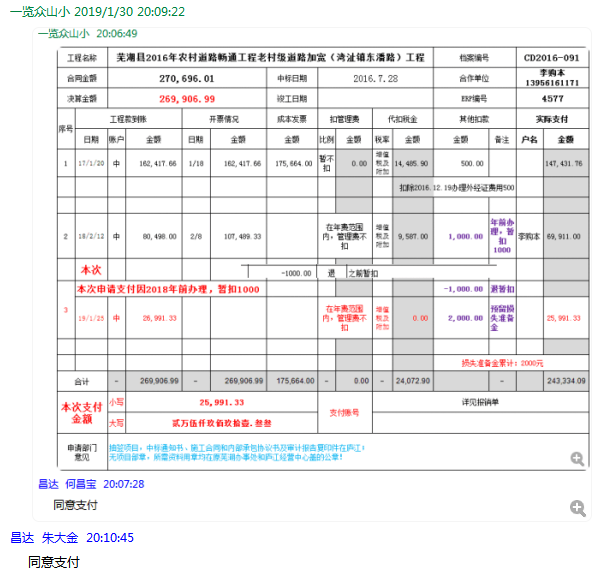 一览众山小 2019/1/30 20:09:22
一览众山小 20:06:49
工程名称 芜湖县2016年农村道路畅通工程老村级道路加宽（湾沚镇东潘路）工程 档案编号 CD2016-091
合同金额 270,696.01 中标日期 2016.7.28 合作单位 李购本 13956161171
决算金额 269,906.99 竣工日期 ERP编号 4577
序号 工程款到账 开票情况 成本发票 扣管理费 代扣税金 其他扣款 实际支付
日期 账户 金额 日期 金额 金额 比例 金额 税率 金额 金额 备注 户名 金额
1 17/1/20 中 162,417.66 1/18 162,417.66 175,664.00 暂不扣 0.00 增值税及附加 14,485.90 500.00 147,431.76
扣除2016.12.19办理外经证费用500
2 18/2/12 中 80,498.00 2/8 107,489.33 在年费范围内，管理费不扣 增值税及附加 9,587.00 1,000.00 年前办理，暂扣1000 李购本 69,911.00
本次 -1000.00 退 之前暂扣
本次申请支付因2018年前办理，暂扣1000 -1,000.00 退暂扣
3 19/1/25 中 26,991.33 在年费范围内，管理费不扣 增值税及附加 0.00 2,000.00 预留损失准备金 25,991.33
损失准备金累计：2000元
合计 - 269,906.99 - 269,906.99 175,664.00 - 0.00 - 24,072.90 - 243,334.09
本次支付金额 小写 25,991.33 支付账号 详见报销单
大写 贰万伍仟玖佰玖拾壹.叁叁
申请部门意见 抽签项目，中标通知书、施工合同和内部承包协议书及审计报告复印件在庐江；
无项目部章，所有资料用章均在原芜湖办事处和庐江经营中心盖的公章！
昌达 何昌宝 20:07:28
同意支付
昌达 朱大金 20:10:45
同意支付